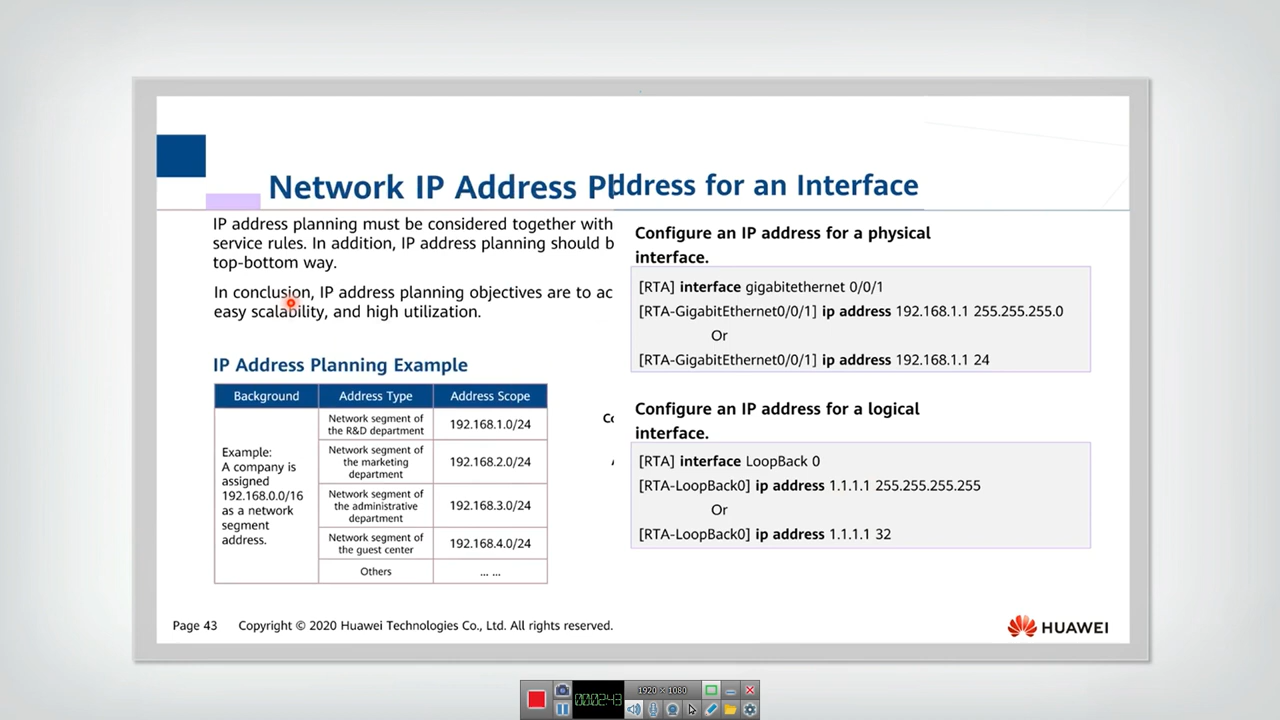 Network IP Address Pl
ddress for an Interface
IP address planning must be considered together with
service rules. In addition, IP address planning should b
top-bottom way.
In conclusion, IP address planning objectives are to ac
easy scalability, and high utilization.
IP Address Planning Example
Background Address Type Address Scope
Example:
A company is
assigned
192.168.0.0/16
as a network
segment
address.
Network segment of
the R&D department
192.168.1.0/24
Network segment of
the marketing
department
192.168.2.0/24
Network segment of
the administrative
department
192.168.3.0/24
Network segment of
the guest center
192.168.4.0/24
Others
... ...
Configure an IP address for a physical
interface.
[RTA] interface gigabitethernet 0/0/1
[RTA-GigabitEthernet0/0/1] ip address 192.168.1.1 255.255.255.0
Or
[RTA-GigabitEthernet0/0/1] ip address 192.168.1.1 24
Configure an IP address for a logical
interface.
[RTA] interface LoopBack 0
[RTA-LoopBack0] ip address 1.1.1.1 255.255.255.255
Or
[RTA-LoopBack0] ip address 1.1.1.1 32
Page 43 Copyright © 2020 Huawei Technologies Co., Ltd. All rights reserved.
HUAWEI
1920 × 1080